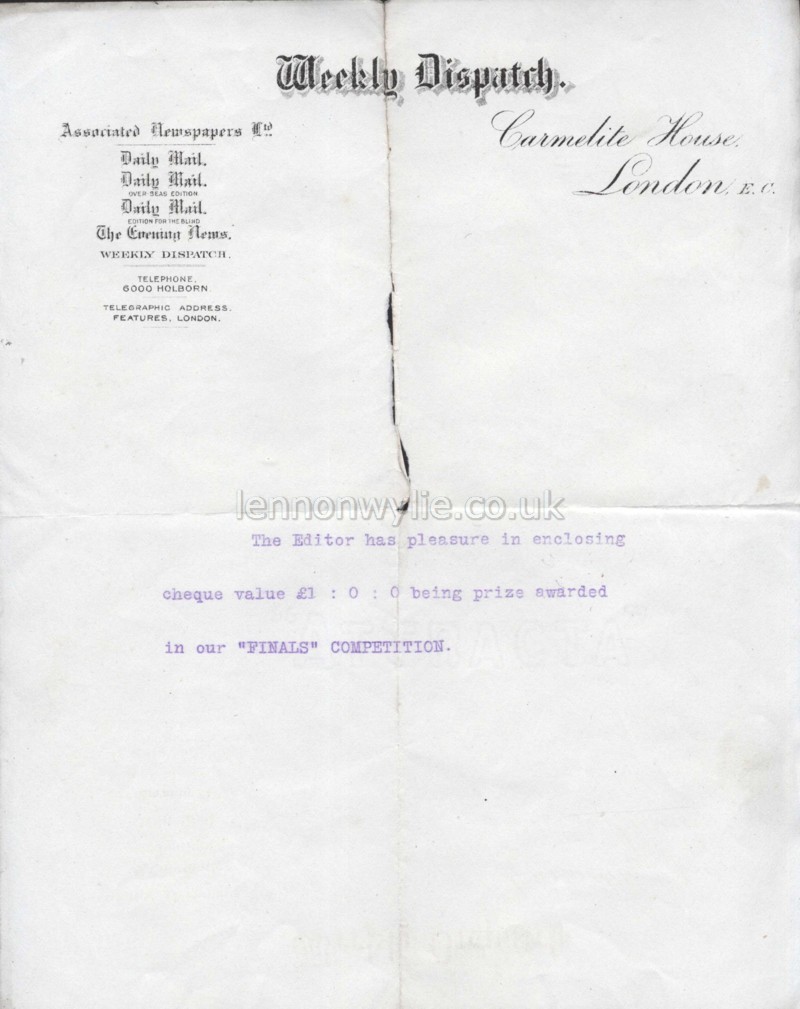 Weekly Dispatch.
Associated Newspapers Ltd
Daily Mail.
Daily Mail.
OVER-SEAS EDITION
Daily Mail.
EDITION FOR THE BLIND
The Evening News.
WEEKLY DISPATCH.
TELEPHONE.
6000 HOLBORN.
TELEGRAPHIC ADDRESS.
FEATURES, LONDON.
Carmelite House.
London. E.C.
lennonwylie.co.uk
The Editor has pleasure in enclosing
cheque value £1 : 0 : 0 being prize awarded
in our "FINALS" COMPETITION.